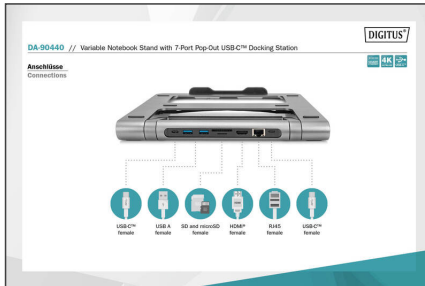 DIGITUS®
DA-90440 // Variable Notebook Stand with 7-Port Pop-Out USB-C™ Docking Station
4K
Anschlüsse
Connections
USB-C™
female
USB A
female
SD and microSD
female
HDMI®
female
RJ45
female
USB-C™
female